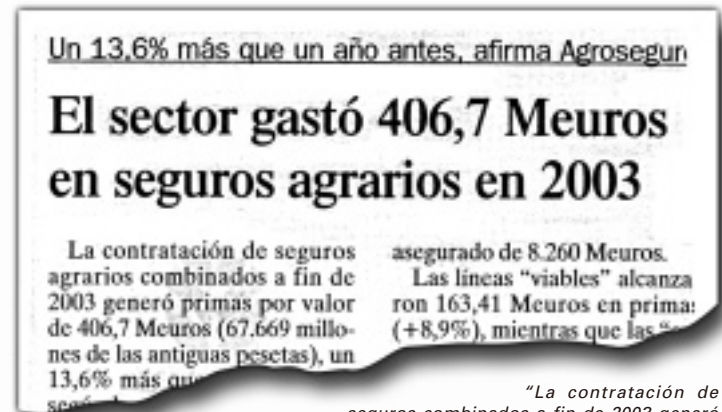 Un 13,6% más que un año antes, afirma Agroseguro
El sector gastó 406,7 Meuros
en seguros agrarios en 2003
La contratación de seguros
agrarios combinados a fin de
2003 generó primas por valor
de 406,7 Meuros (67.669 millo-
nes de las antiguas pesetas), un
13,6% más que
asegurado de 8.260 Meuros.
Las líneas “viables” alcanza
ron 163,41 Meuros en primas
(+8,9%), mientras que las
“La contratación de
seguros combinados a fin de 2003 generó